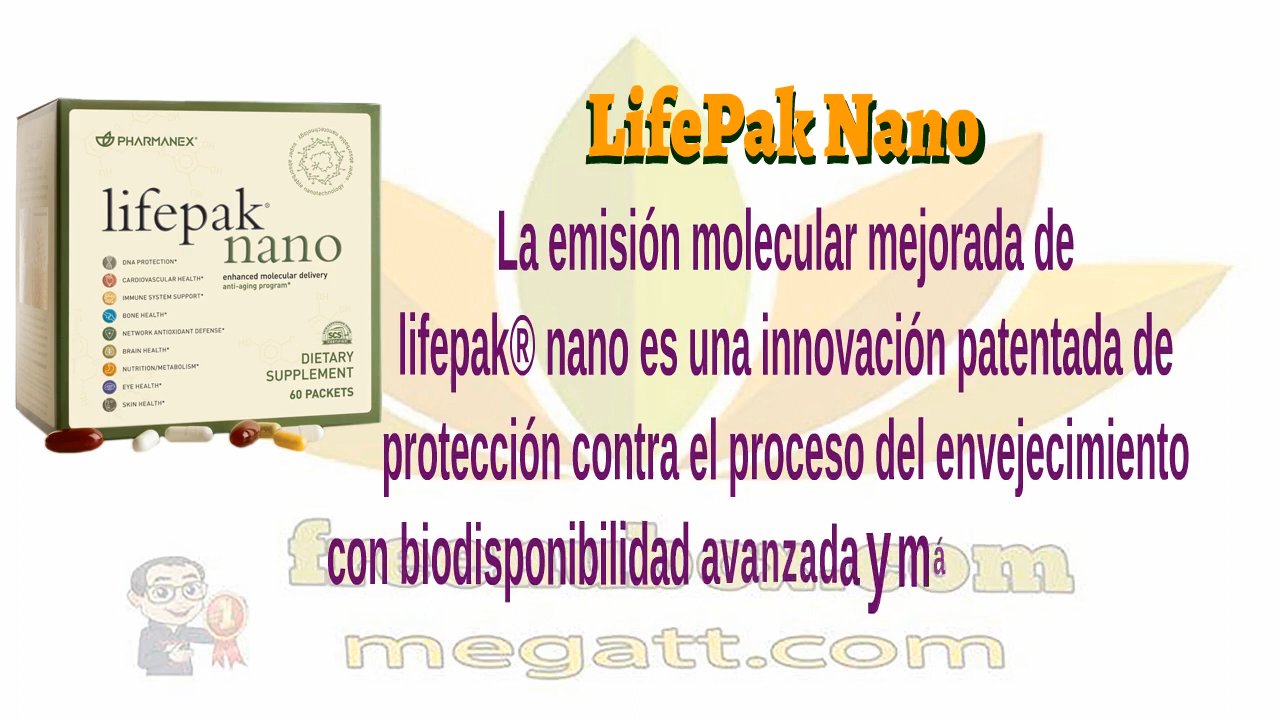 LifePak Nano
La emisión molecular mejorada de
lifepak® nano es una innovación patentada de
protección contra el proceso del envejecimiento
con biodisponibilidad avanzada y má
PHARMANEX®
lifepak®
nano
enhanced molecular delivery
anti-aging program*
DNA PROTECTION*
CARDIOVASCULAR HEALTH*
IMMUNE SYSTEM SUPPORT*
BONE HEALTH*
NETWORK ANTIOXIDANT DEFENSE*
BRAIN HEALTH*
NUTRITION/METABOLISM*
EYE HEALTH*
SKIN HEALTH*
SCS
DIETARY
SUPPLEMENT
60 PACKETS
1
megatt.com